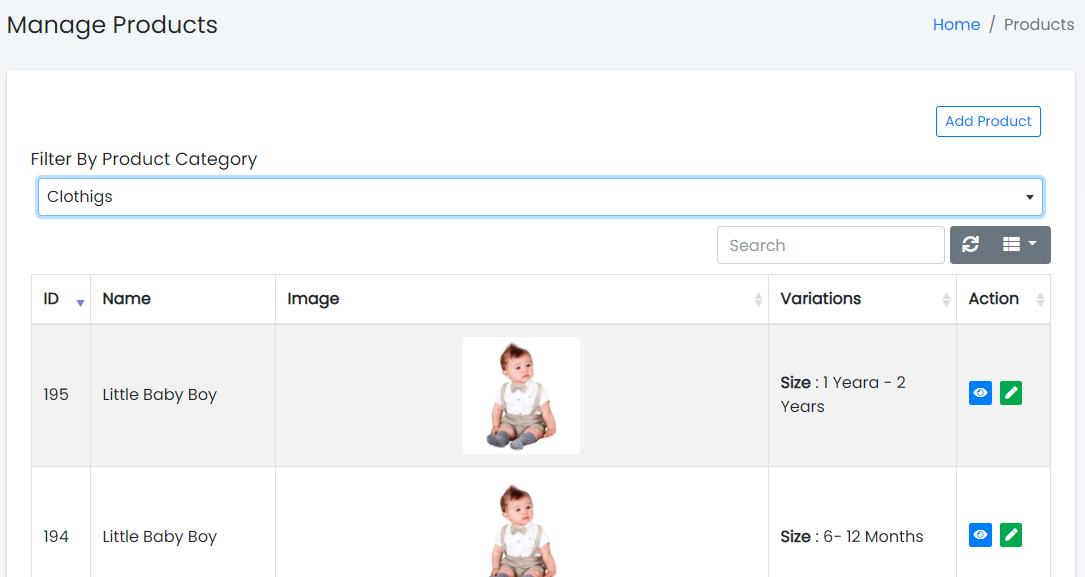 Manage Products
Home / Products
Add Product
Filter By Product Category
Clothigs
Search
ID Name Image Variations Action
195 Little Baby Boy Size : 1 Yeara - 2
Years
194 Little Baby Boy Size : 6- 12 Months